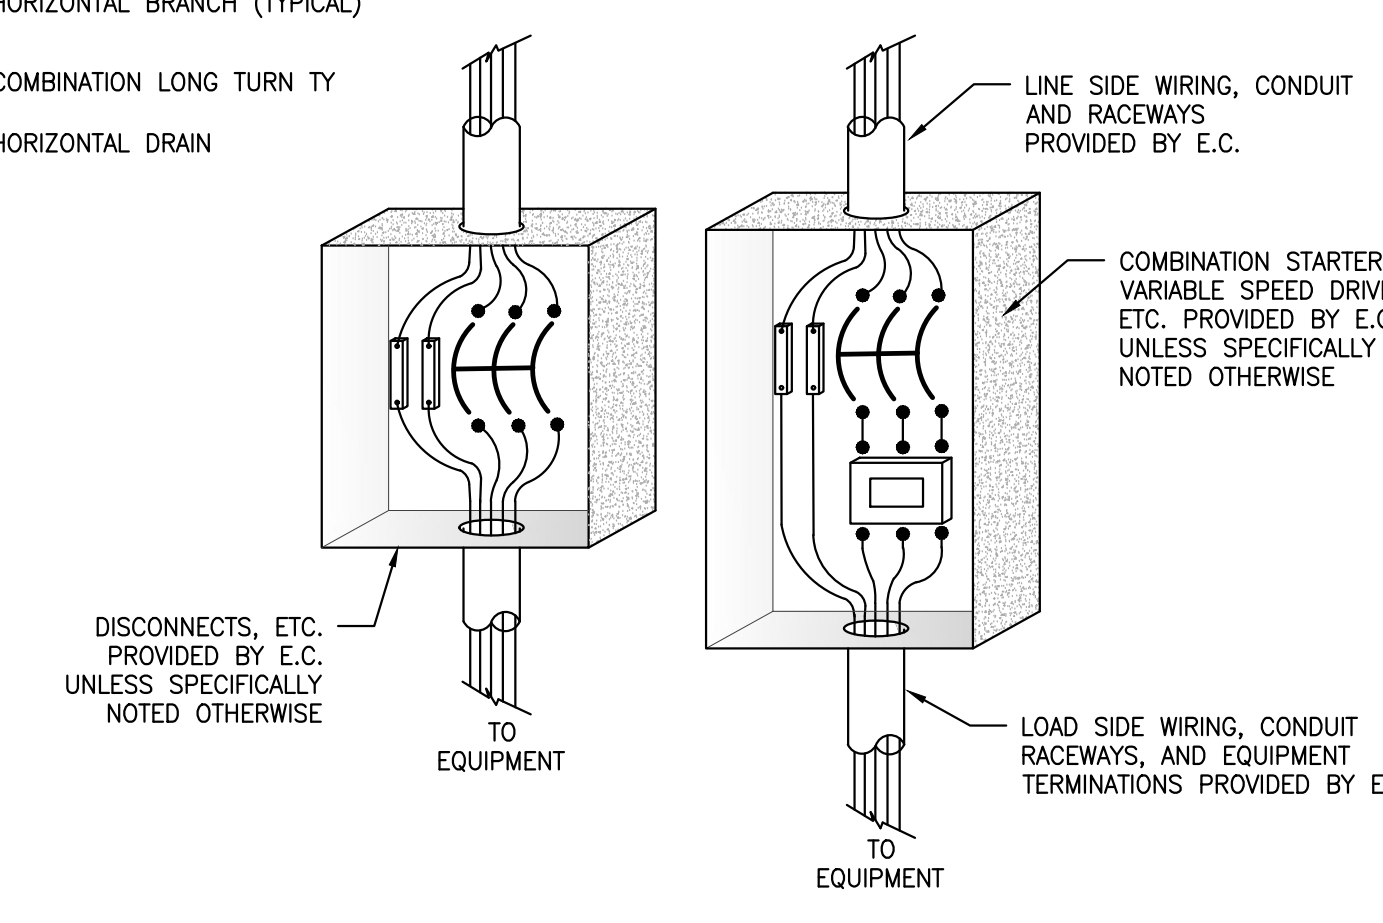 HORIZONTAL BRANCH (TYPICAL)
COMBINATION LONG TURN TY
HORIZONTAL DRAIN
LINE SIDE WIRING, CONDUIT
AND RACEWAYS
PROVIDED BY E.C.
COMBINATION STARTER
VARIABLE SPEED
ETC. PROVIDED BY
UNLESS SPECIFICALLY
NOTED OTHERWISE
DISCONNECTS, ETC.
PROVIDED BY E.C.
UNLESS SPECIFICALLY
NOTED OTHERWISE
TO
EQUIPMENT
LOAD SIDE WIRING, CONDUIT
RACEWAYS, AND EQUIPMENT
TERMINATIONS PROVIDED BY
TO
EQUIPMENT